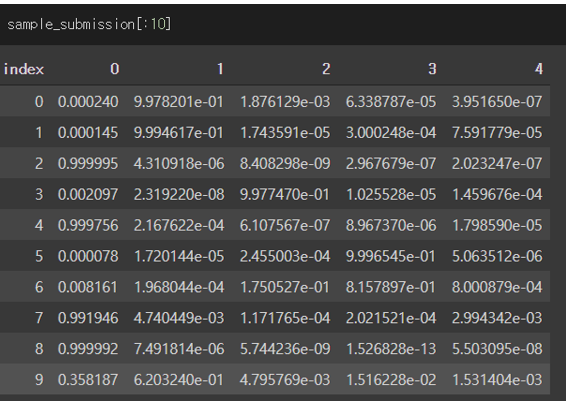 sample_submission[:10]
index 0 1 2 3 4
0 0.000240 9.978201e-01 1.876129e-03 6.338787e-05 3.951650e-07
1 0.000145 9.994617e-01 1.743591e-05 3.000248e-04 7.591779e-05
2 0.999995 4.310918e-06 8.408298e-09 2.967679e-07 2.023247e-07
3 0.002097 2.319220e-08 9.977470e-01 1.025528e-05 1.459676e-04
4 0.999756 2.167622e-04 6.107567e-07 8.967370e-06 1.798590e-05
5 0.000078 1.720144e-05 2.455003e-04 9.996545e-01 5.063512e-06
6 0.008161 1.968044e-04 1.750527e-01 8.157897e-01 8.000879e-04
7 0.991946 4.740449e-03 1.171765e-04 2.021521e-04 2.994342e-03
8 0.999992 7.491814e-06 5.744236e-09 1.526828e-13 5.503095e-08
9 0.358187 6.203240e-01 4.795769e-03 1.516228e-02 1.531404e-03